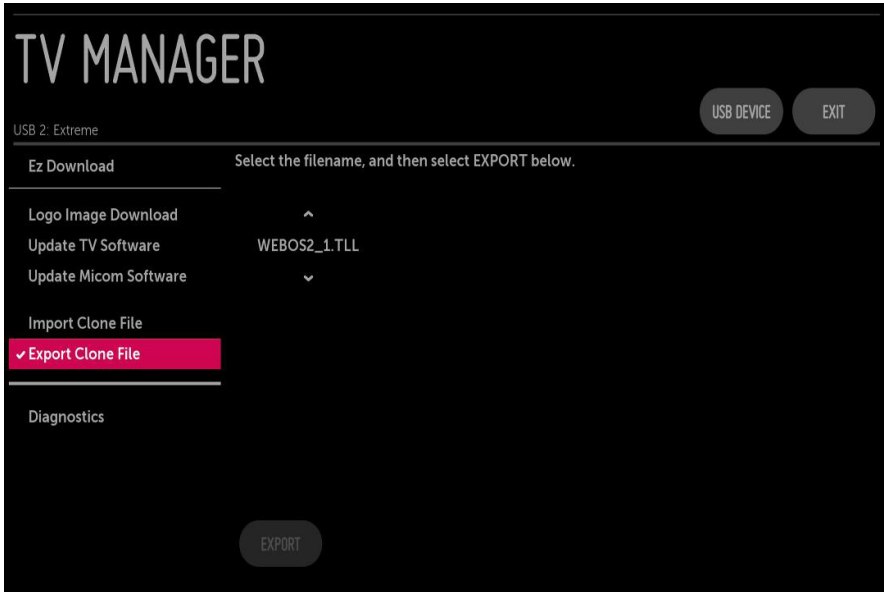 TV MANAGER
USB DEVICE
EXIT
USB 2: Extreme
Ez Download
Select the filename, and then select EXPORT below.
Logo Image Download
Update TV Software
WEBOS2_1.TLL
Update Micom Software
Import Clone File
Export Clone File
Diagnostics
EXPORT